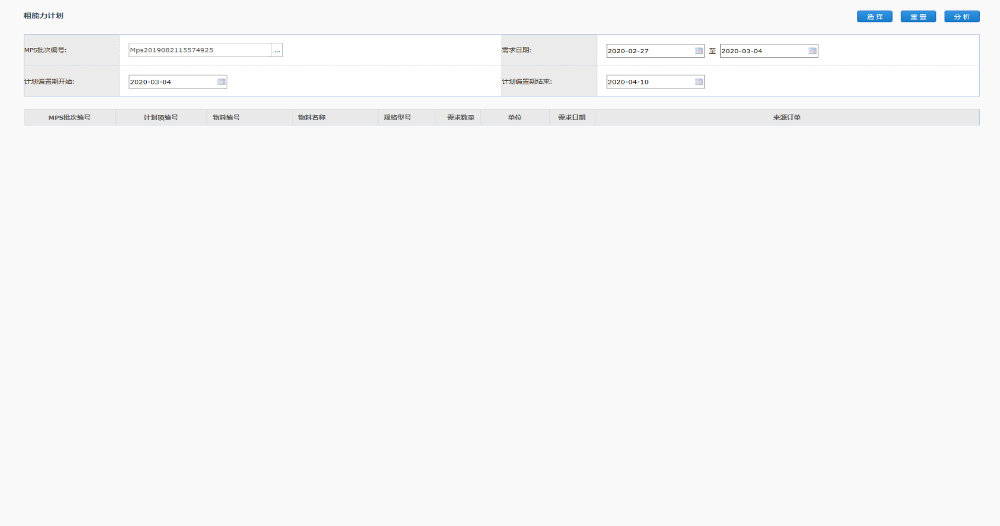 粗能力计划
选 择 重 置 分 析
MPS批次编号: Mps2019082115574925 ... 需求日期: 2020-02-27 至 2020-03-04
计划偏置期开始: 2020-03-04 计划偏置期结束: 2020-04-10
MPS批次编号 计划项编号 物料编号 物料名称 规格型号 需求数量 单位 需求日期 来源订单